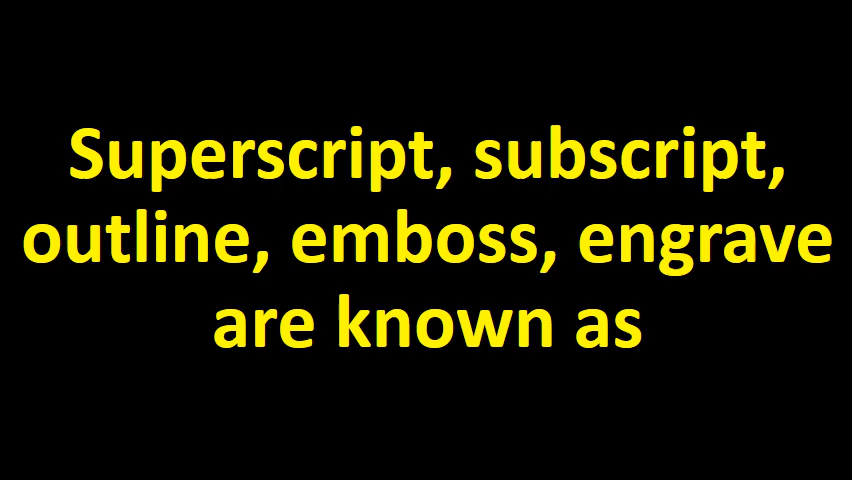 Superscript, subscript,
outline, emboss, engrave
are known as